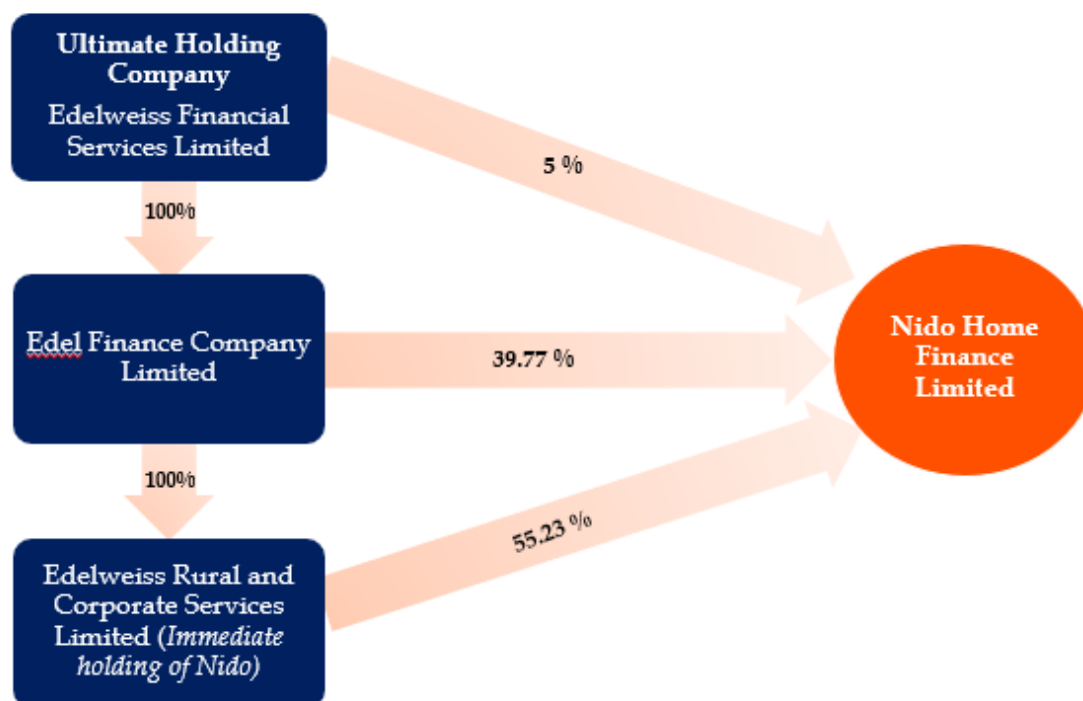 Ultimate Holding
Company
Edelweiss Financial
Services Limited
5 %
100%
Edel Finance Company
Limited
39.77 %
Nido Home
Finance
Limited
100%
55.23 %
Edelweiss Rural and
Corporate Services
Limited (Immediate
holding of Nido)